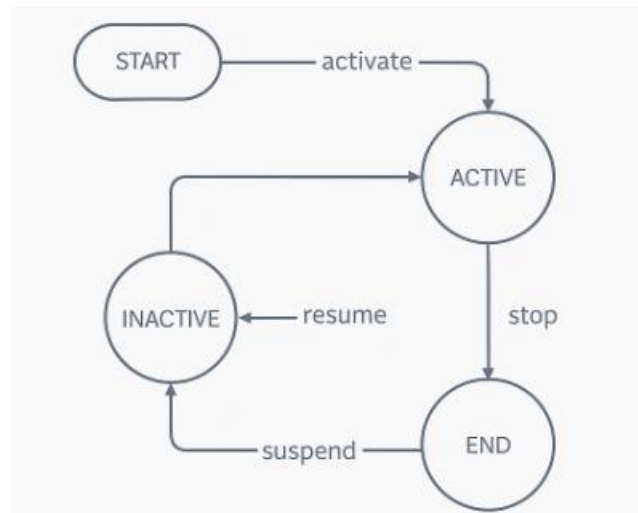 START
activate
ACTIVE
INACTIVE
resume
stop
suspend
END